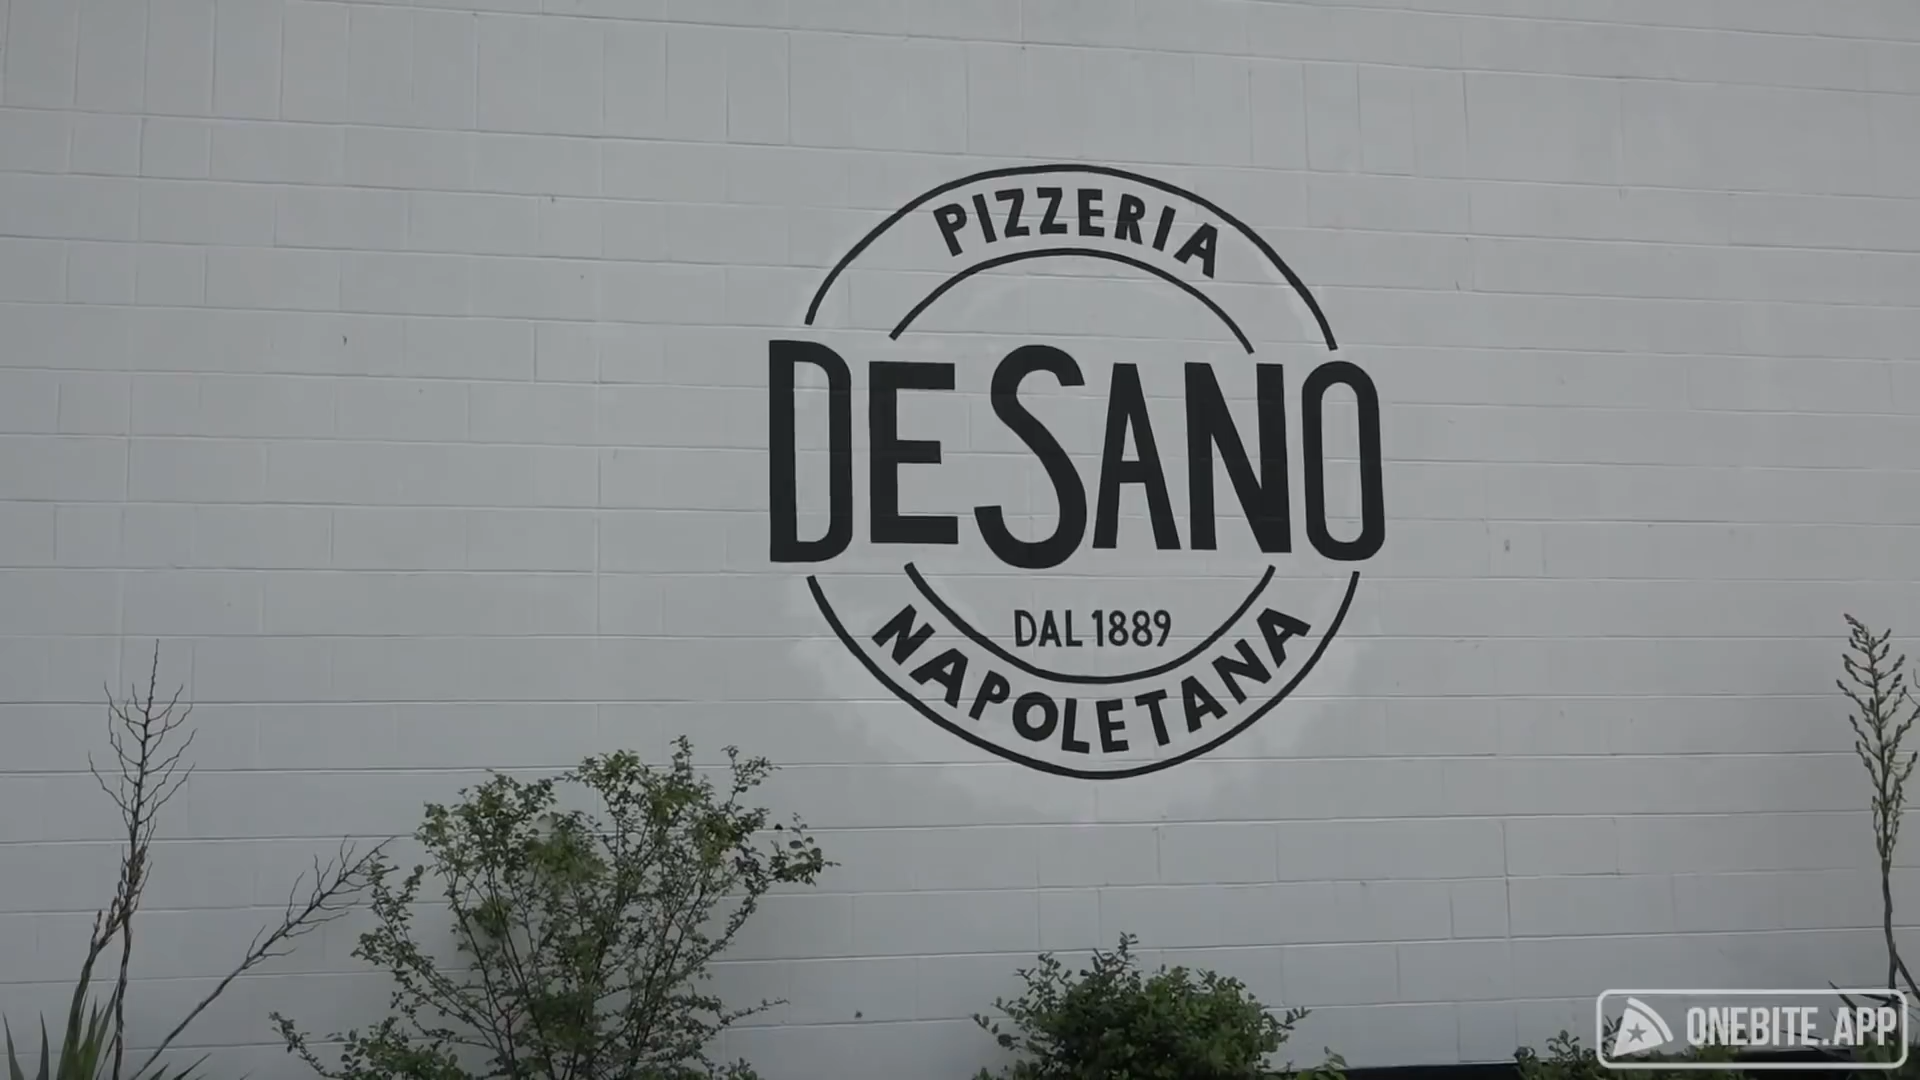 PIZZERIA
DESANO
DAL 1889
NAPOLETANA
ONEBITE.APP